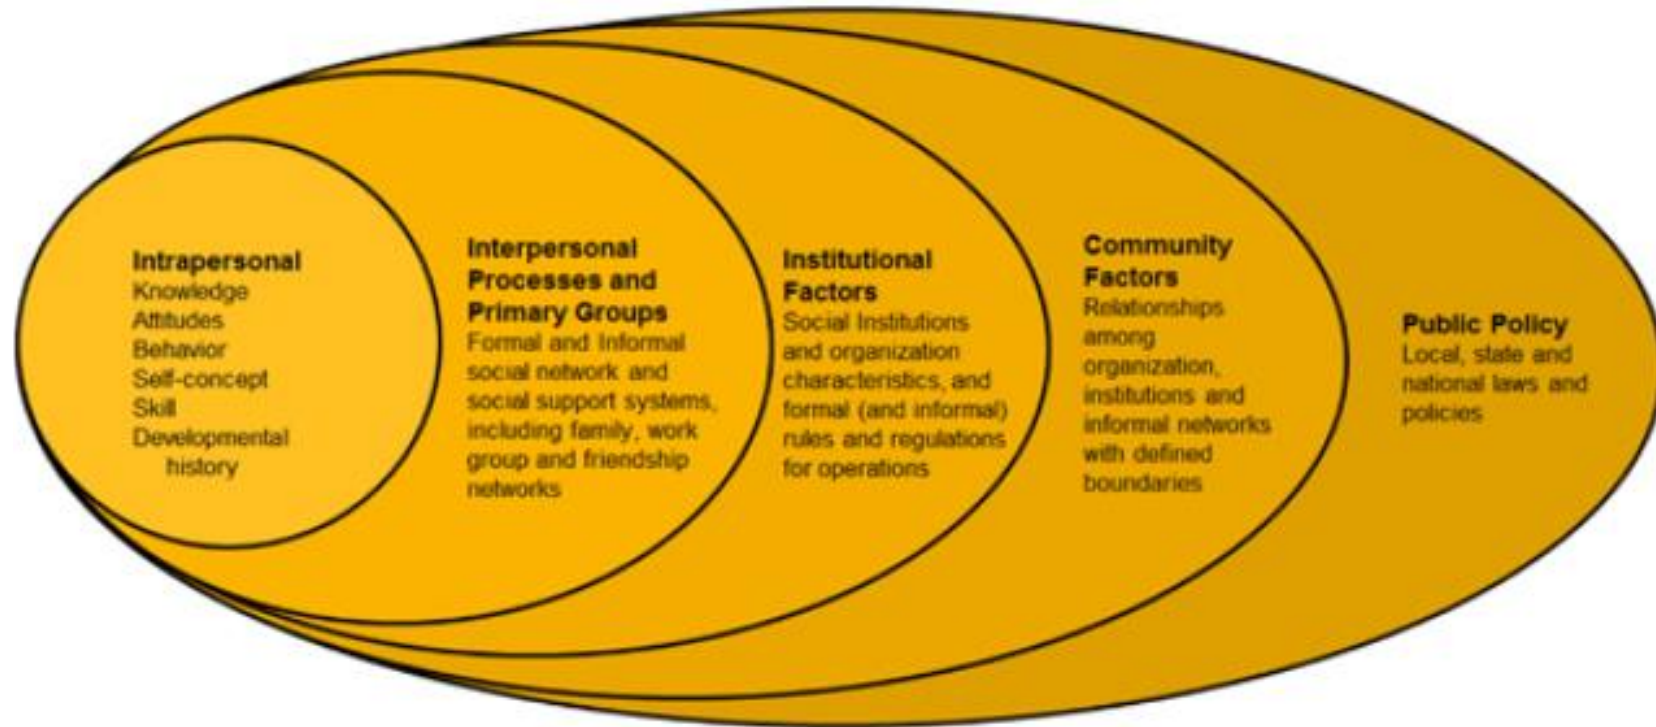 Intrapersonal
Knowledge
Attitudes
Behavior
Self-concept
Skill
Developmental
history
Interpersonal
Processes and
Primary Groups
Formal and Informal
social network and
social support systems,
including family, work
group and friendship
networks
Institutional
Factors
Social Institutions
and organization
characteristics, and
formal (and informal)
rules and regulations
for operations
Community
Factors
Relationships
among
organization,
institutions and
informal networks
with defined
boundaries
Public Policy
Local, state and
national laws and
policies